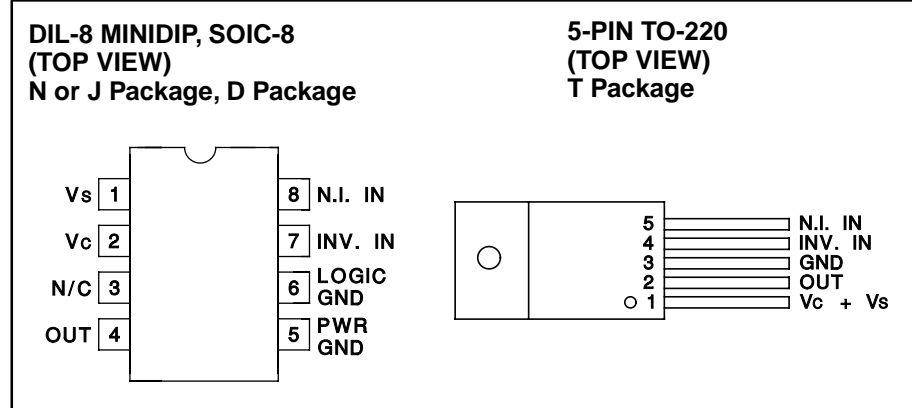 DIL-8 MINIDIP, SOIC-8
(TOP VIEW)
N or J Package, D Package
Vs 1
Vc 2
N/C 3
OUT 4
8 N.I. IN
7 INV. IN
6 LOGIC
GND
5 PWR
GND
5-PIN TO-220
(TOP VIEW)
T Package
5 N.I. IN
4 INV. IN
3 GND
2 OUT
1 Vc + Vs